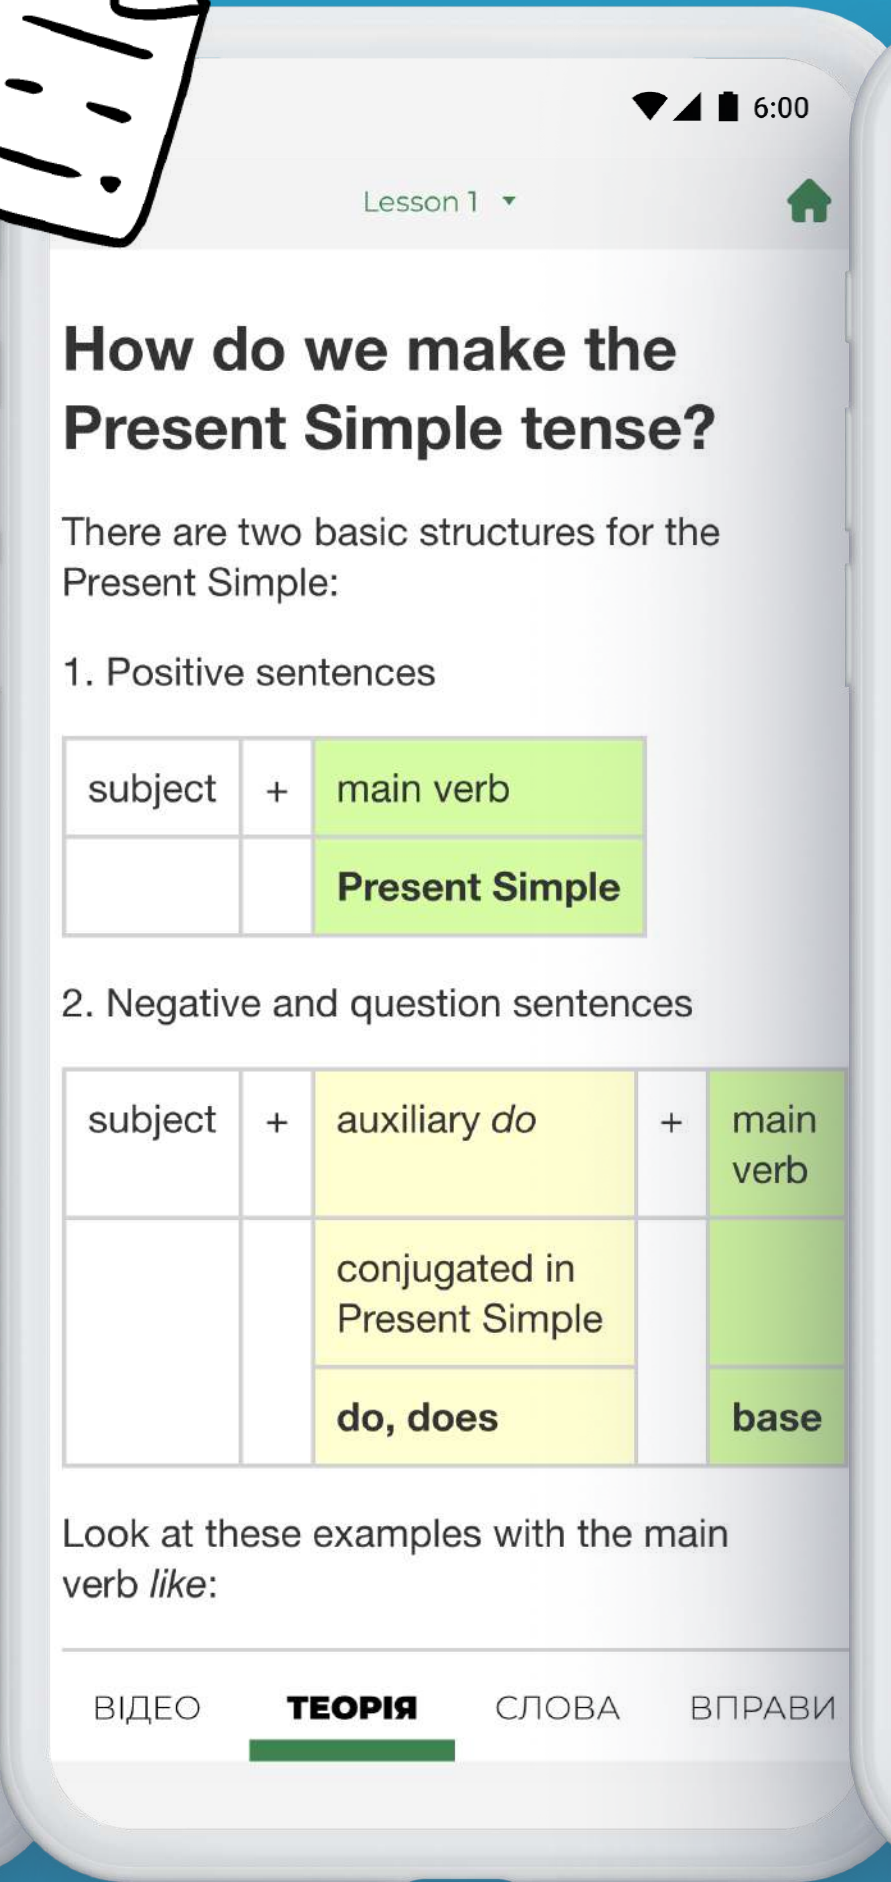 6:00
Lesson 1
How do we make the
Present Simple tense?
There are two basic structures for the
Present Simple:
1. Positive sentences
subject + main verb
Present Simple
2. Negative and question sentences
subject + auxiliary do + main
verb
conjugated in
Present Simple
do, does base
Look at these examples with the main
verb like:
ВІДЕО ТЕОРІЯ СЛОВА ВПРАВИ